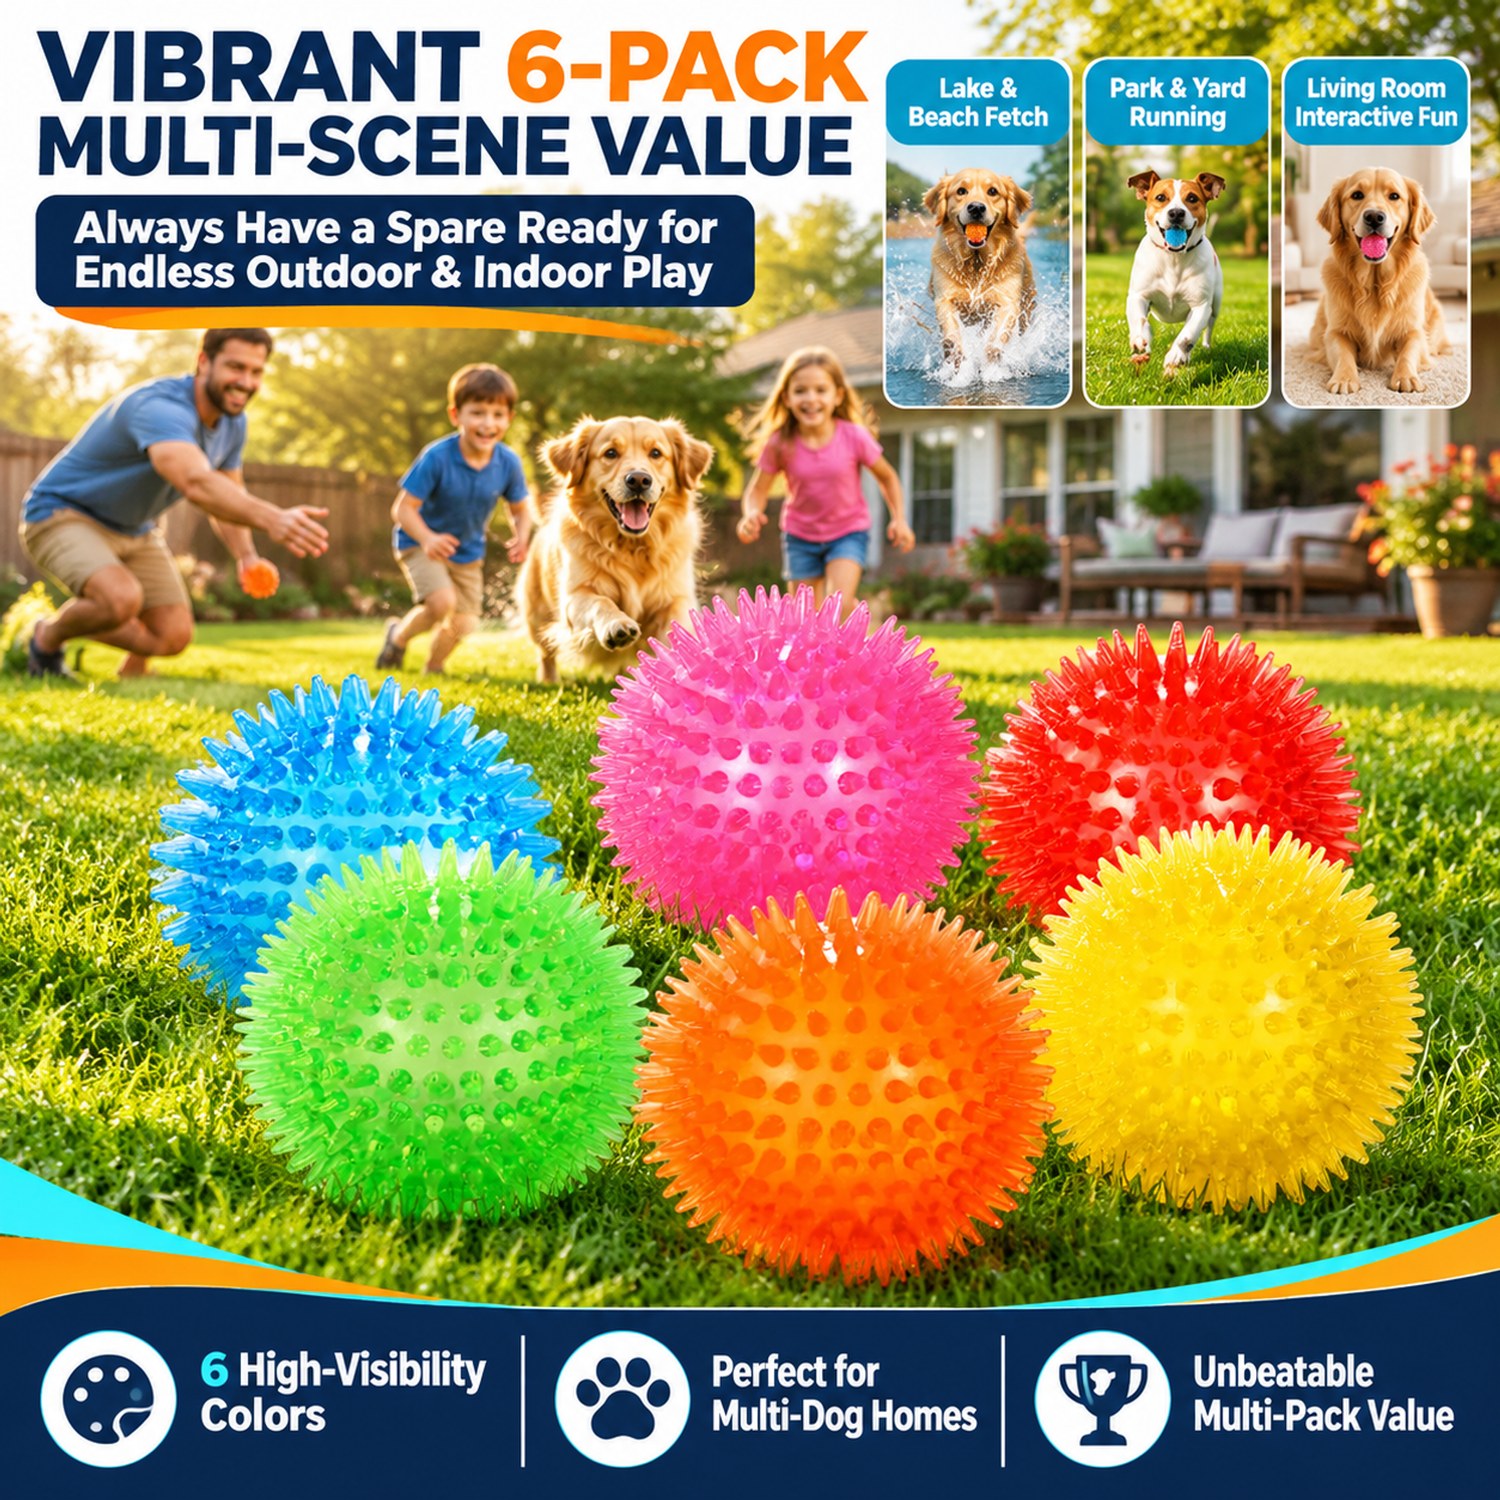 VIBRANT 6-PACK
MULTI-SCENE VALUE
Always Have a Spare Ready for
Endless Outdoor & Indoor Play
Lake &
Beach Fetch
Park & Yard
Running
Living Room
Interactive Fun
6 High-Visibility
Colors
Perfect for
Multi-Dog Homes
Unbeatable
Multi-Pack Value